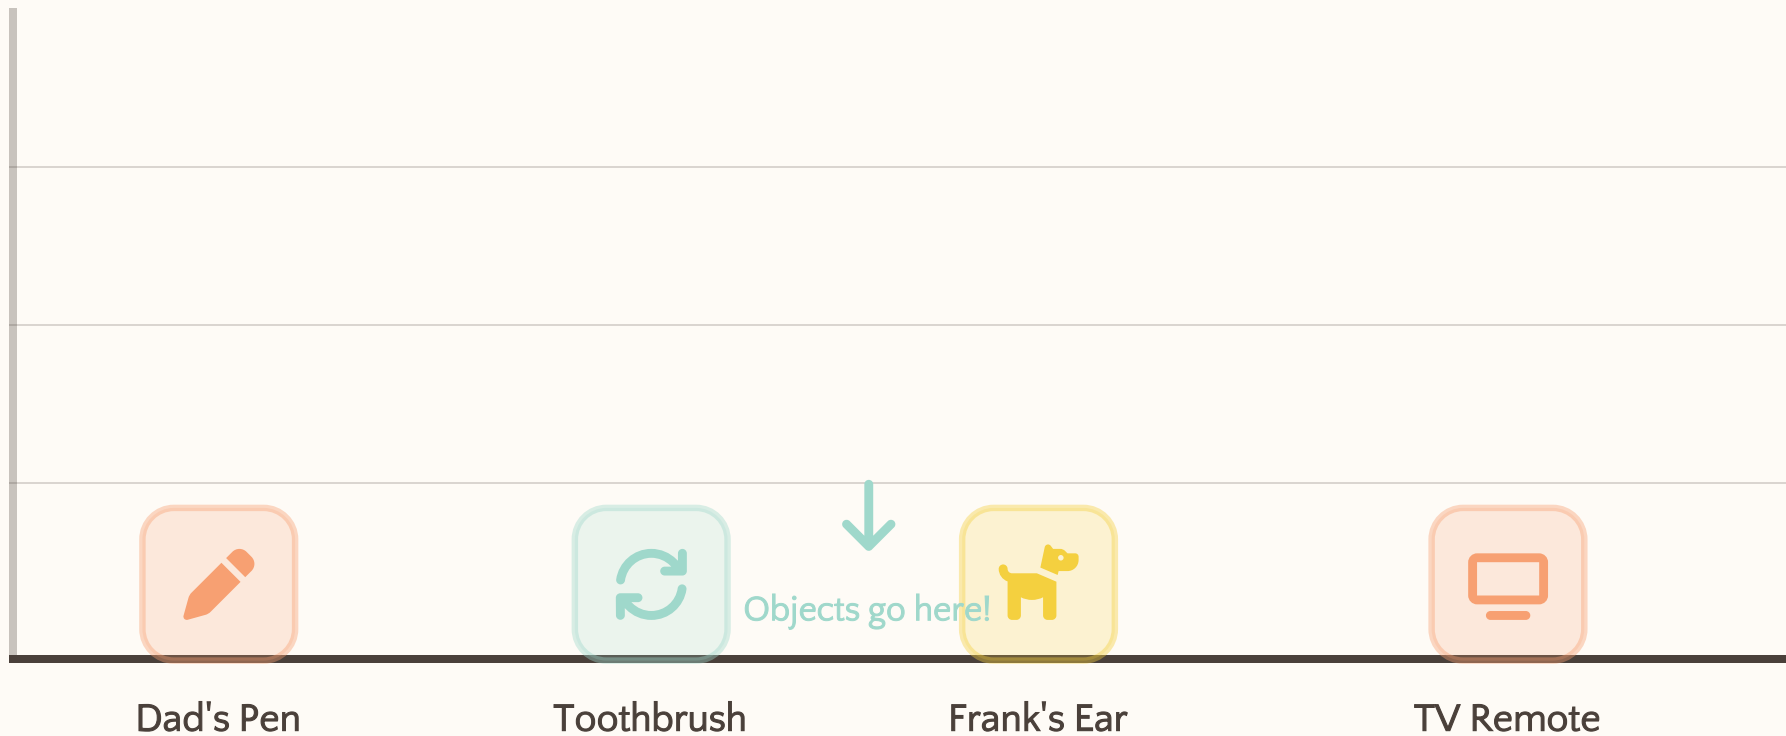 Objects go here!
Dad's Pen
Toothbrush
Frank's Ear
TV Remote